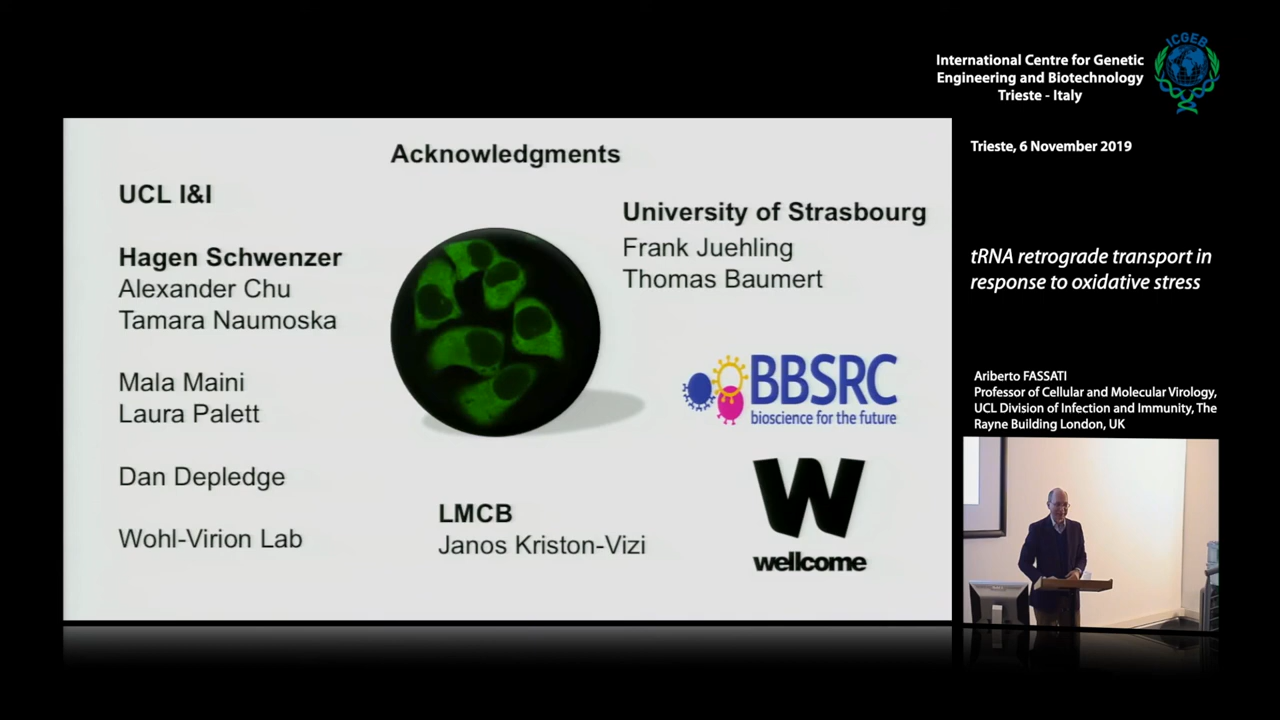 ICGEB
International Centre for Genetic
Engineering and Biotechnology
Trieste - Italy
Trieste, 6 November 2019
tRNA retrograde transport in
response to oxidative stress
Ariberto FASSATI
Professor of Cellular and Molecular Virology,
UCL Division of Infection and Immunity, The
Rayne Building London, UK
Acknowledgments
UCL I&I
Hagen Schwenzer
Alexander Chu
Tamara Naumoska
Mala Maini
Laura Palett
Dan Depledge
Wohl-Virion Lab
LMCB
Janos Kriston-Vizi
University of Strasbourg
Frank Juehling
Thomas Baumert
BBSRC
bioscience for the future
W
wellcome